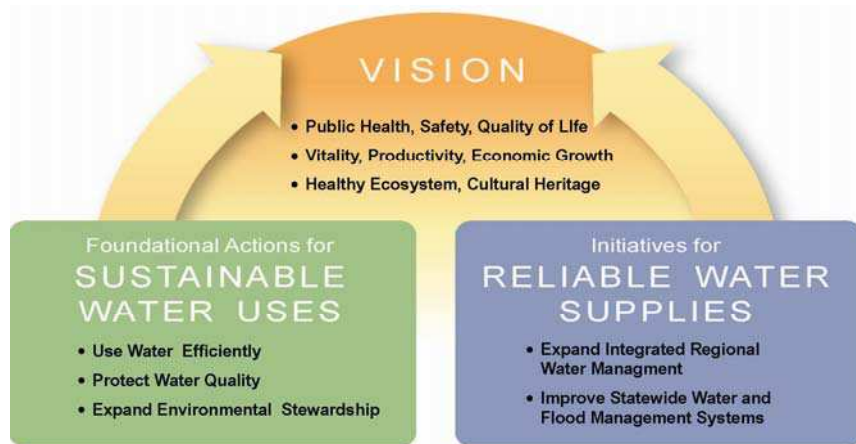 VISION
• Public Health, Safety, Quality of LIfe
• Vitality, Productivity, Economic Growth
• Healthy Ecosystem, Cultural Heritage
Foundational Actions for
SUSTAINABLE
WATER USES
• Use Water Efficiently
• Protect Water Quality
• Expand Environmental Stewardship
Initiatives for
RELIABLE WATER
SUPPLIES
• Expand Integrated Regional
Water Managment
• Improve Statewide Water and
Flood Management Systems